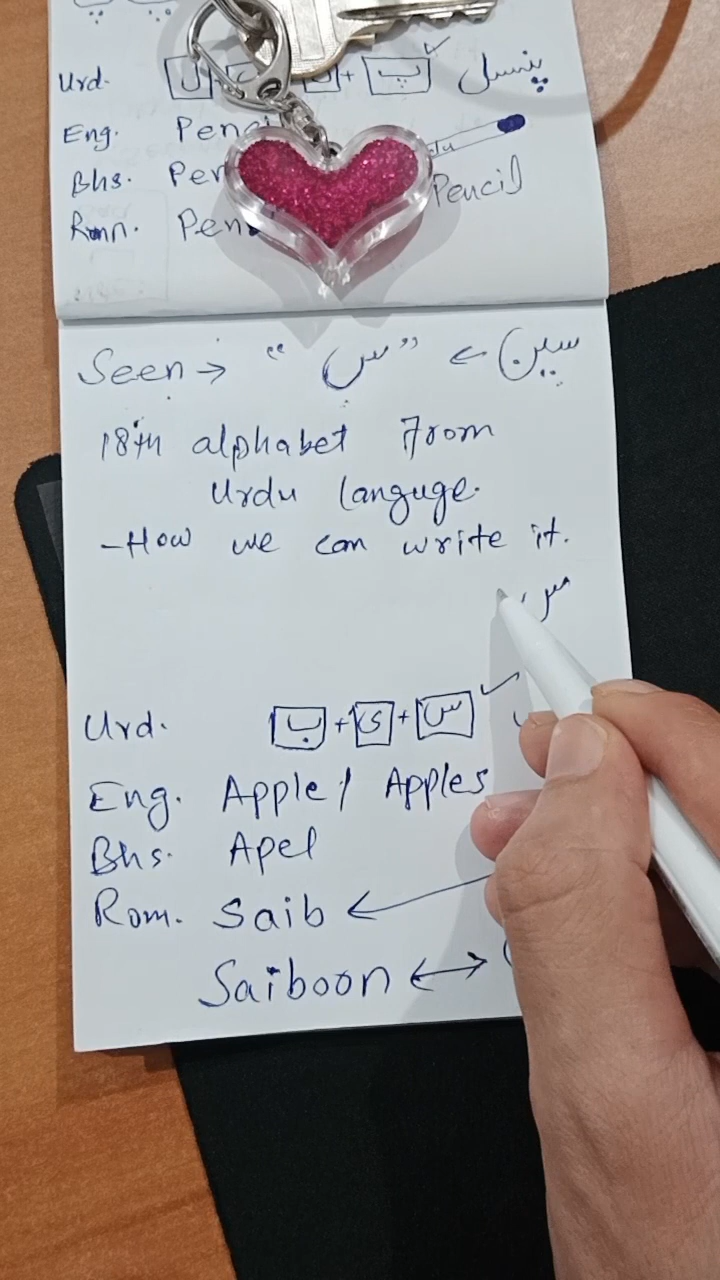 Urd. + پ پنسل
Eng. Penci
Bhs. Pen
Rmn. Pen Pencil
Seen → “ س ” ← سین
18th alphabet From
Urdu languge.
-How we can write it.
س
Urd. ب + ی + س
Eng. Apple / Apples
Bhs. Apel
Rom. Saib ←
Saiboon ↔